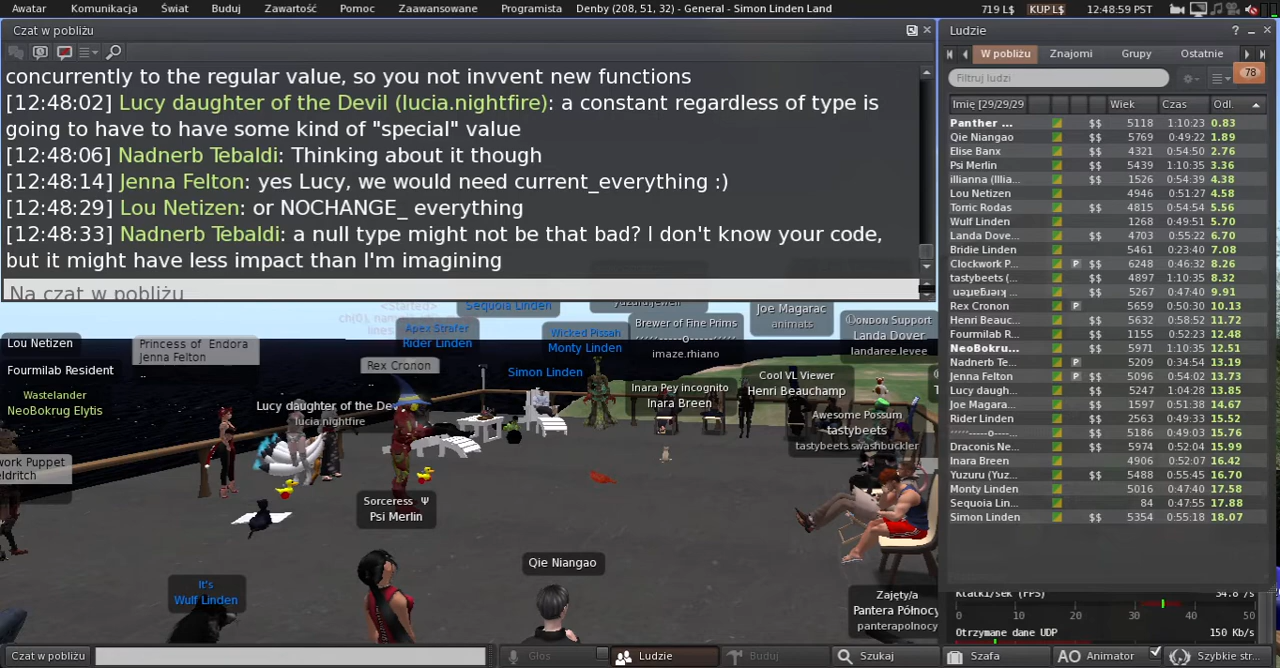 Awatar Komunikacja Świat Buduj Zawartość Pomoc Zaawansowane Programista Denby (208, 51, 32) - General - Simon Linden Land 719 L$ KUP L$ 12:48:59 PST
Czat w pobliżu
concurrently to the regular value, so you not invvent new functions
[12:48:02] Lucy daughter of the Devil (lucia.nightfire): a constant regardless of type is
going to have to have some kind of "special" value
[12:48:06] Nadnerb Tebaldi: Thinking about it though
[12:48:14] Jenna Felton: yes Lucy, we would need current_everything :)
[12:48:29] Lou Netizen: or NOCHANGE_ everything
[12:48:33] Nadnerb Tebaldi: a null type might not be that bad? I don't know your code,
but it might have less impact than I'm imagining
Na czat w pobliżu
<Started>
Sequoia Linden
Joe Magarac
animats
Apex Strafer
Rider Linden
Wicked Pissah
Monty Linden
Brewer of Fine Prims
imaze.rhiano
London Support
Landa Dover
landaree.levee
Lou Netizen
Princess of Endora
Jenna Felton
Rex Cronon
Simon Linden
Fourmilab Resident
Wastelander
NeoBokrug Elytis
Inara Pey incognito
Inara Breen
Cool VL Viewer
Henri Beauchamp
Lucy daughter of the De
lucia.nightfire
Awesome Possum
tastybeets
tastybeets.swashbuckler
work Puppet
eldritch
Sorceress Ψ
Psi Merlin
Qie Niangao
It's
Wulf Linden
Zajęty/a
Pantera Północy
panterapolnocy
Ludzie
W pobliżu Znajomi Grupy Ostatnie
Filtruj ludzi 78
Imię [29/29/29 Wiek Czas Odl.
Panther ... $$ 5118 1:10:23 0.83
Qie Niangao $$ 5769 0:49:22 1.89
Elise Banx $$ 4321 0:54:50 2.76
Psi Merlin $$ 5439 1:10:35 3.36
illianna (Illia... $$ 1526 0:54:39 4.38
Lou Netizen 4946 0:51:27 4.58
Torric Rodas $$ 4815 0:54:54 5.56
Wulf Linden 1268 0:49:51 5.70
Landa Dove... $$ 4703 0:55:22 6.70
Bridie Linden 5461 0:23:40 7.08
Clockwork P... P $$ 6248 0:46:32 8.26
tastybeets (... $$ 4897 1:10:35 8.32
$$ 5267 0:47:40 9.91
Rex Cronon P 5659 0:50:30 10.13
Henri Beauc... $$ 5632 0:58:52 11.72
Fourmilab R... $$ 1155 0:52:23 12.48
NeoBokru... $$ 5971 1:10:35 12.51
Nadnerb Te... P 5219 0:34:54 13.19
Jenna Felton P $$ 5096 0:54:02 13.73
Lucy daugh... $$ 5247 1:04:28 13.85
Joe Magara... $$ 1597 0:51:38 14.67
Rider Linden $$ 2563 0:49:33 15.52
$$ 5186 0:49:03 15.76
Draconis Ne... $$ 5974 0:52:04 15.99
Inara Breen 4906 0:52:07 16.42
Yuzuru (Yuz... $$ 5488 0:55:45 16.70
Monty Linden 5016 0:47:40 17.58
Sequoia Lin... 84 0:47:55 17.88
Simon Linden $$ 5354 0:55:18 18.07
Klatki/sek (FPS) 34.8 /s
0 10 20 30 40 50
Otrzymane dane UDP 150 Kb/s
Czat w pobliżu Głos Ludzie Buduj Szukaj Szafa AO Animator Szybkie str...